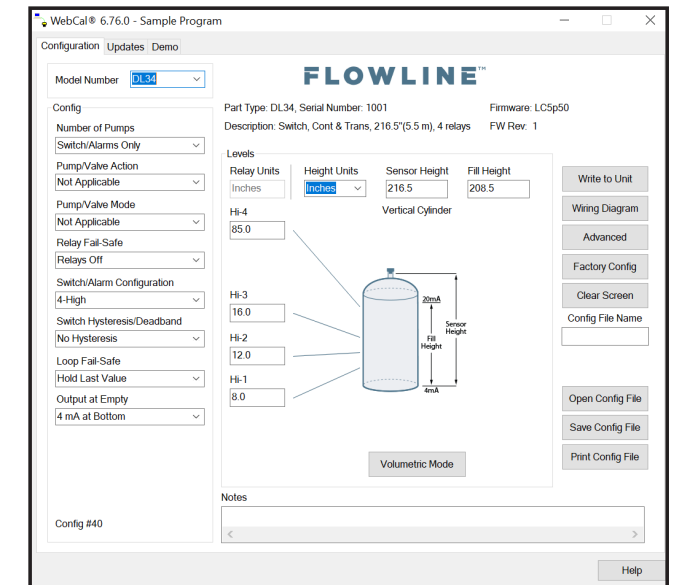 WebCal® 6.76.0 - Sample Program
Configuration Updates Demo
Model Number DL34
FLOWLINE™
Config
Number of Pumps
Switch/Alarms Only
Pump/Valve Action
Not Applicable
Pump/Valve Mode
Not Applicable
Relay Fail-Safe
Relays Off
Switch/Alarm Configuration
4-High
Switch Hysteresis/Deadband
No Hysteresis
Loop Fail-Safe
Hold Last Value
Output at Empty
4 mA at Bottom
Config #40
Part Type: DL34, Serial Number: 1001 Firmware: LC5p50
Description: Switch, Cont & Trans, 216.5"(5.5 m), 4 relays FW Rev: 1
Levels
Relay Units Height Units Sensor Height Fill Height
Inches Inches 216.5 208.5
Vertical Cylinder
Hi-4
85.0
Hi-3
16.0
Hi-2
12.0
Hi-1
8.0
20mA
Sensor
Height
Fill
Height
4mA
Volumetric Mode
Write to Unit
Wiring Diagram
Advanced
Factory Config
Clear Screen
Config File Name
Open Config File
Save Config File
Print Config File
Notes
Help